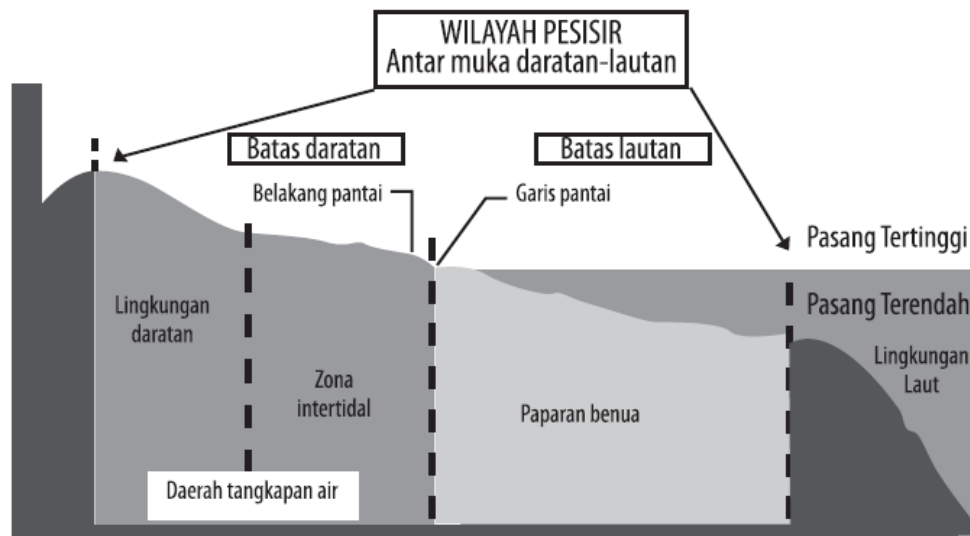 WILAYAH PESISIR
Antar muka daratan-lautan
Batas daratan
Batas lautan
Belakang pantai
Garis pantai
Pasang Tertinggi
Pasang Terendah
Lingkungan
daratan
Lingkungan
Laut
Zona
intertidal
Paparan benua
Daerah tangkapan air